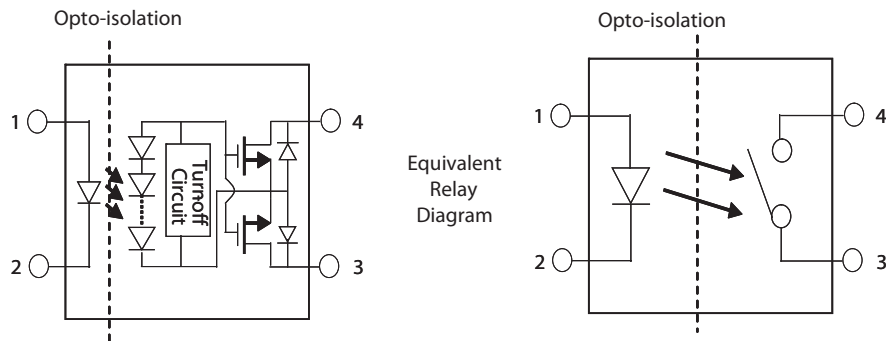 Opto-isolation
1
2
Turnoff
Circuit
4
3
Equivalent
Relay
Diagram
Opto-isolation
1
2
4
3